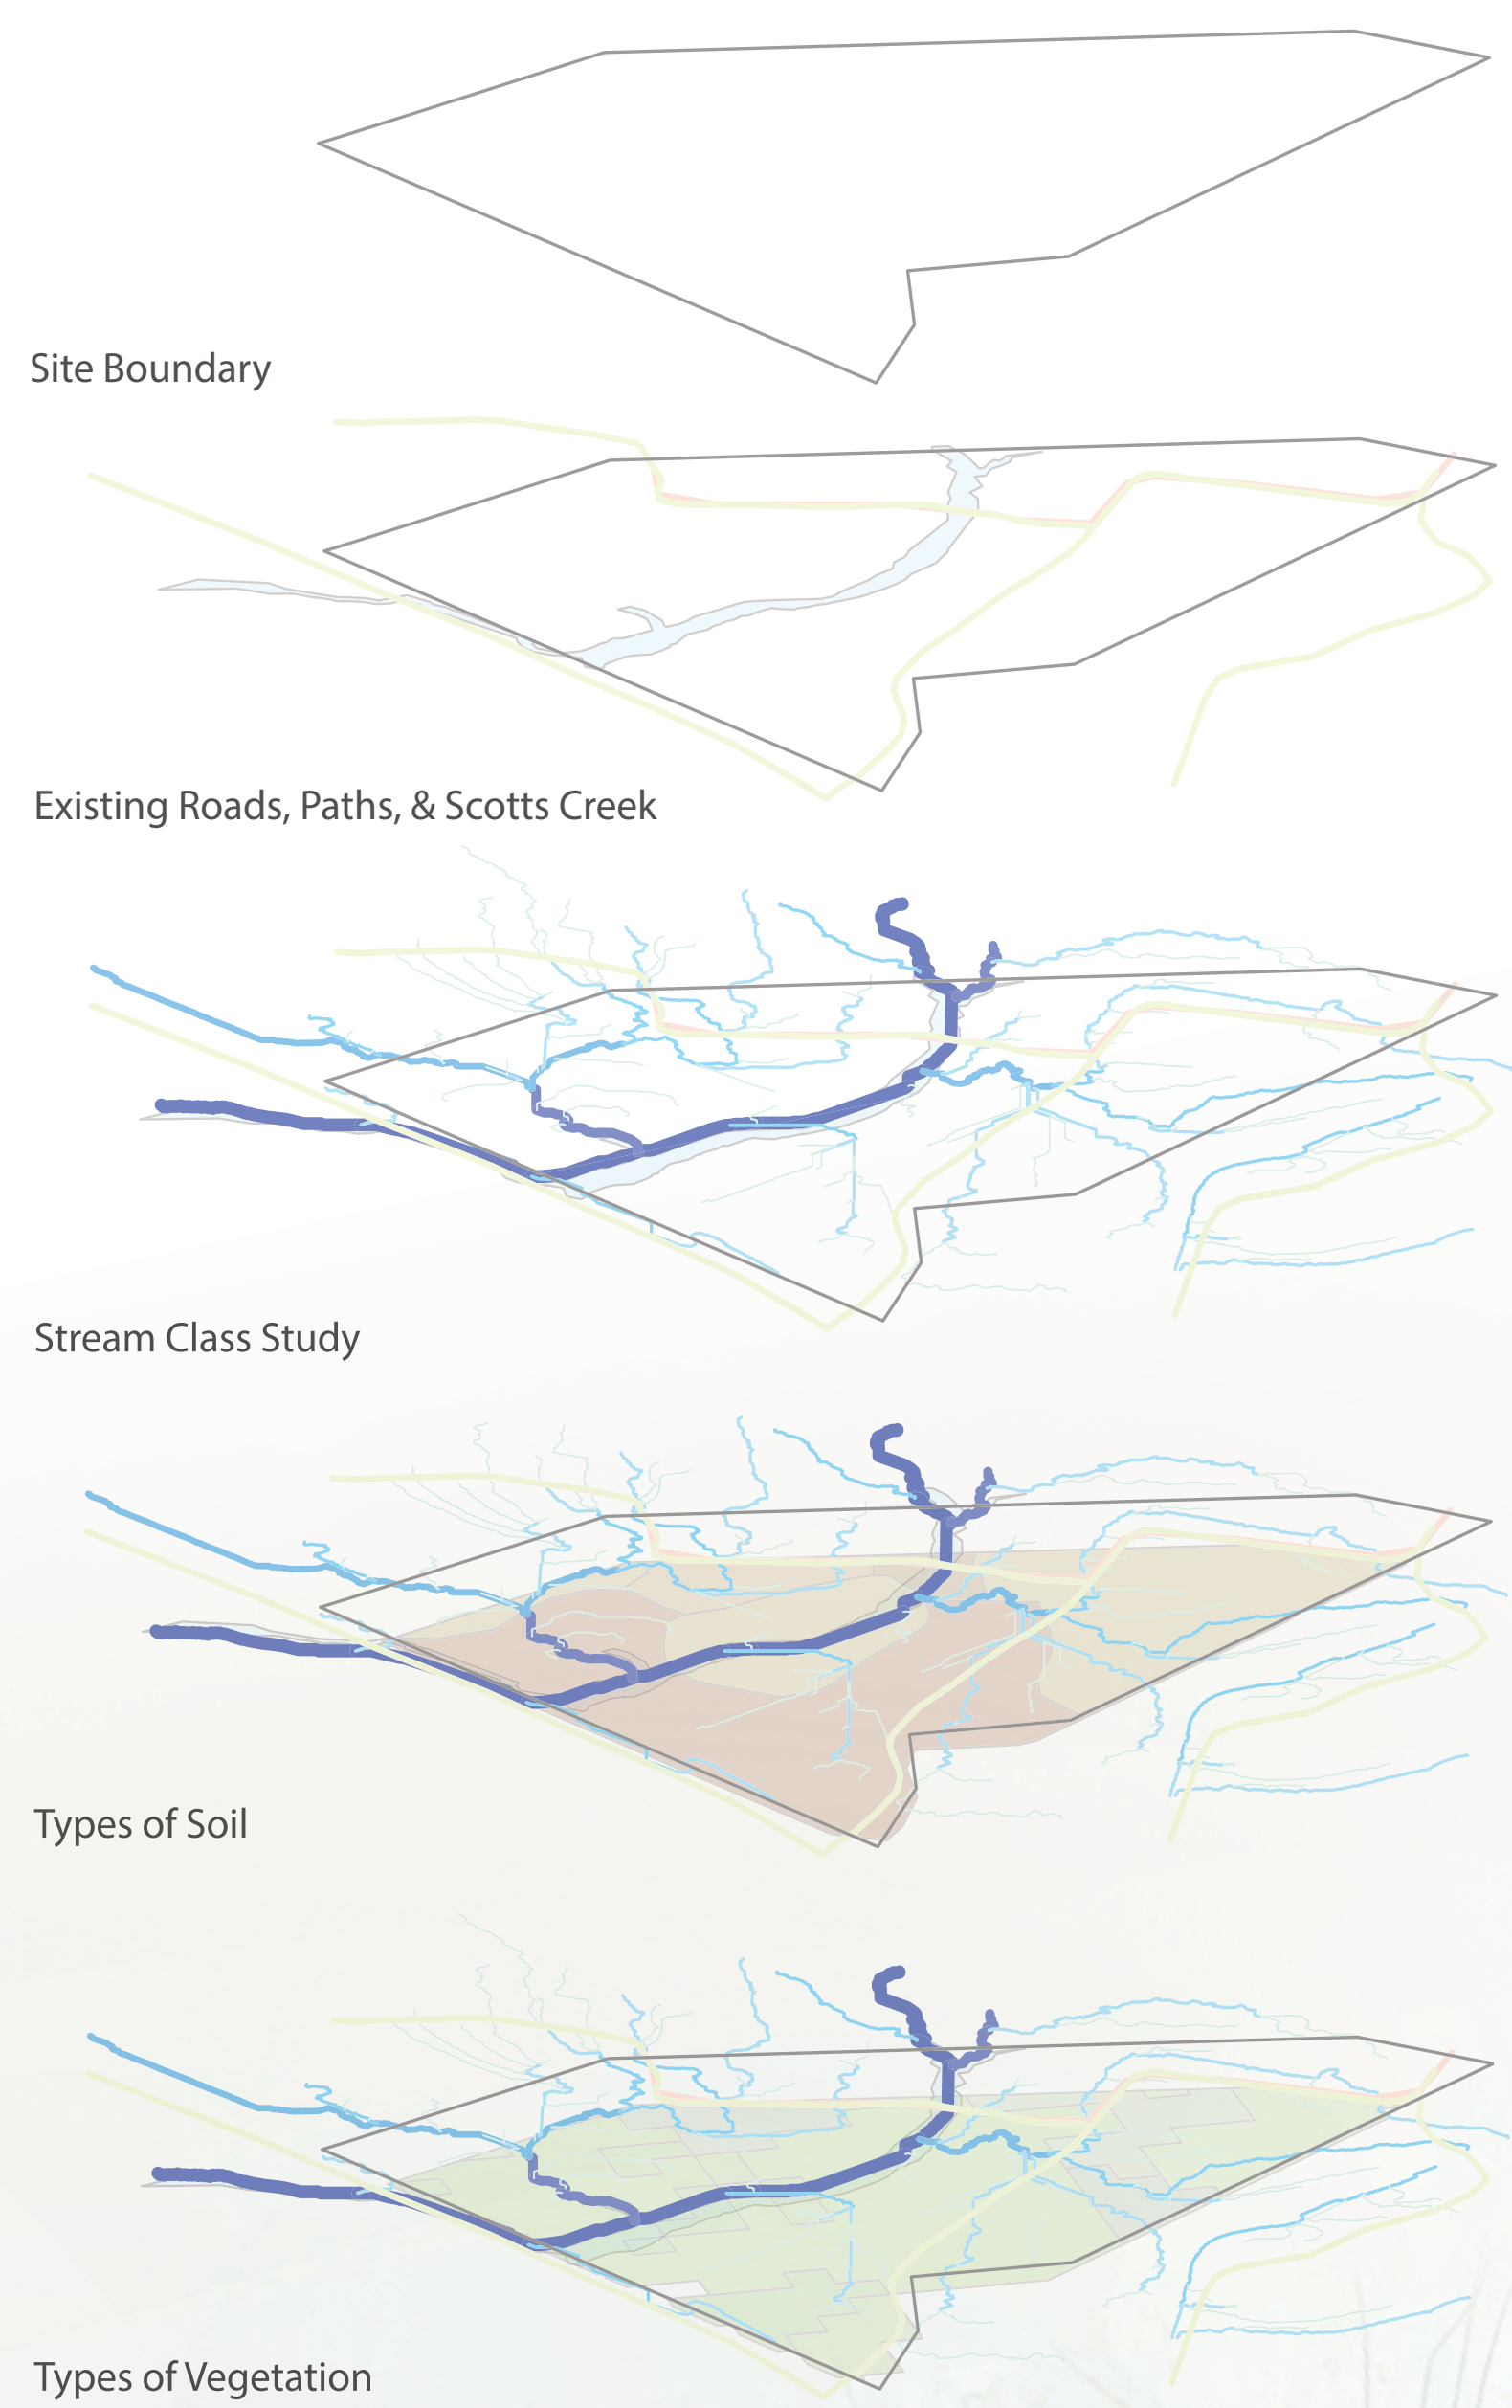 Site Boundary
Existing Roads, Paths, & Scotts Creek
Stream Class Study
Types of Soil
Types of Vegetation